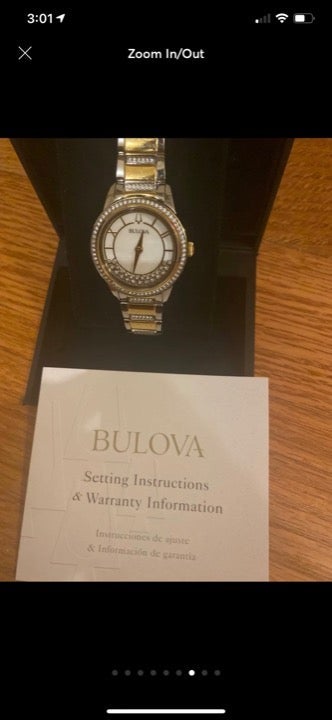 3:01
Zoom In/Out
BULOVA
BULOVA
Setting Instructions
& Warranty Information
Instrucciones de ajuste
& Información de garantía